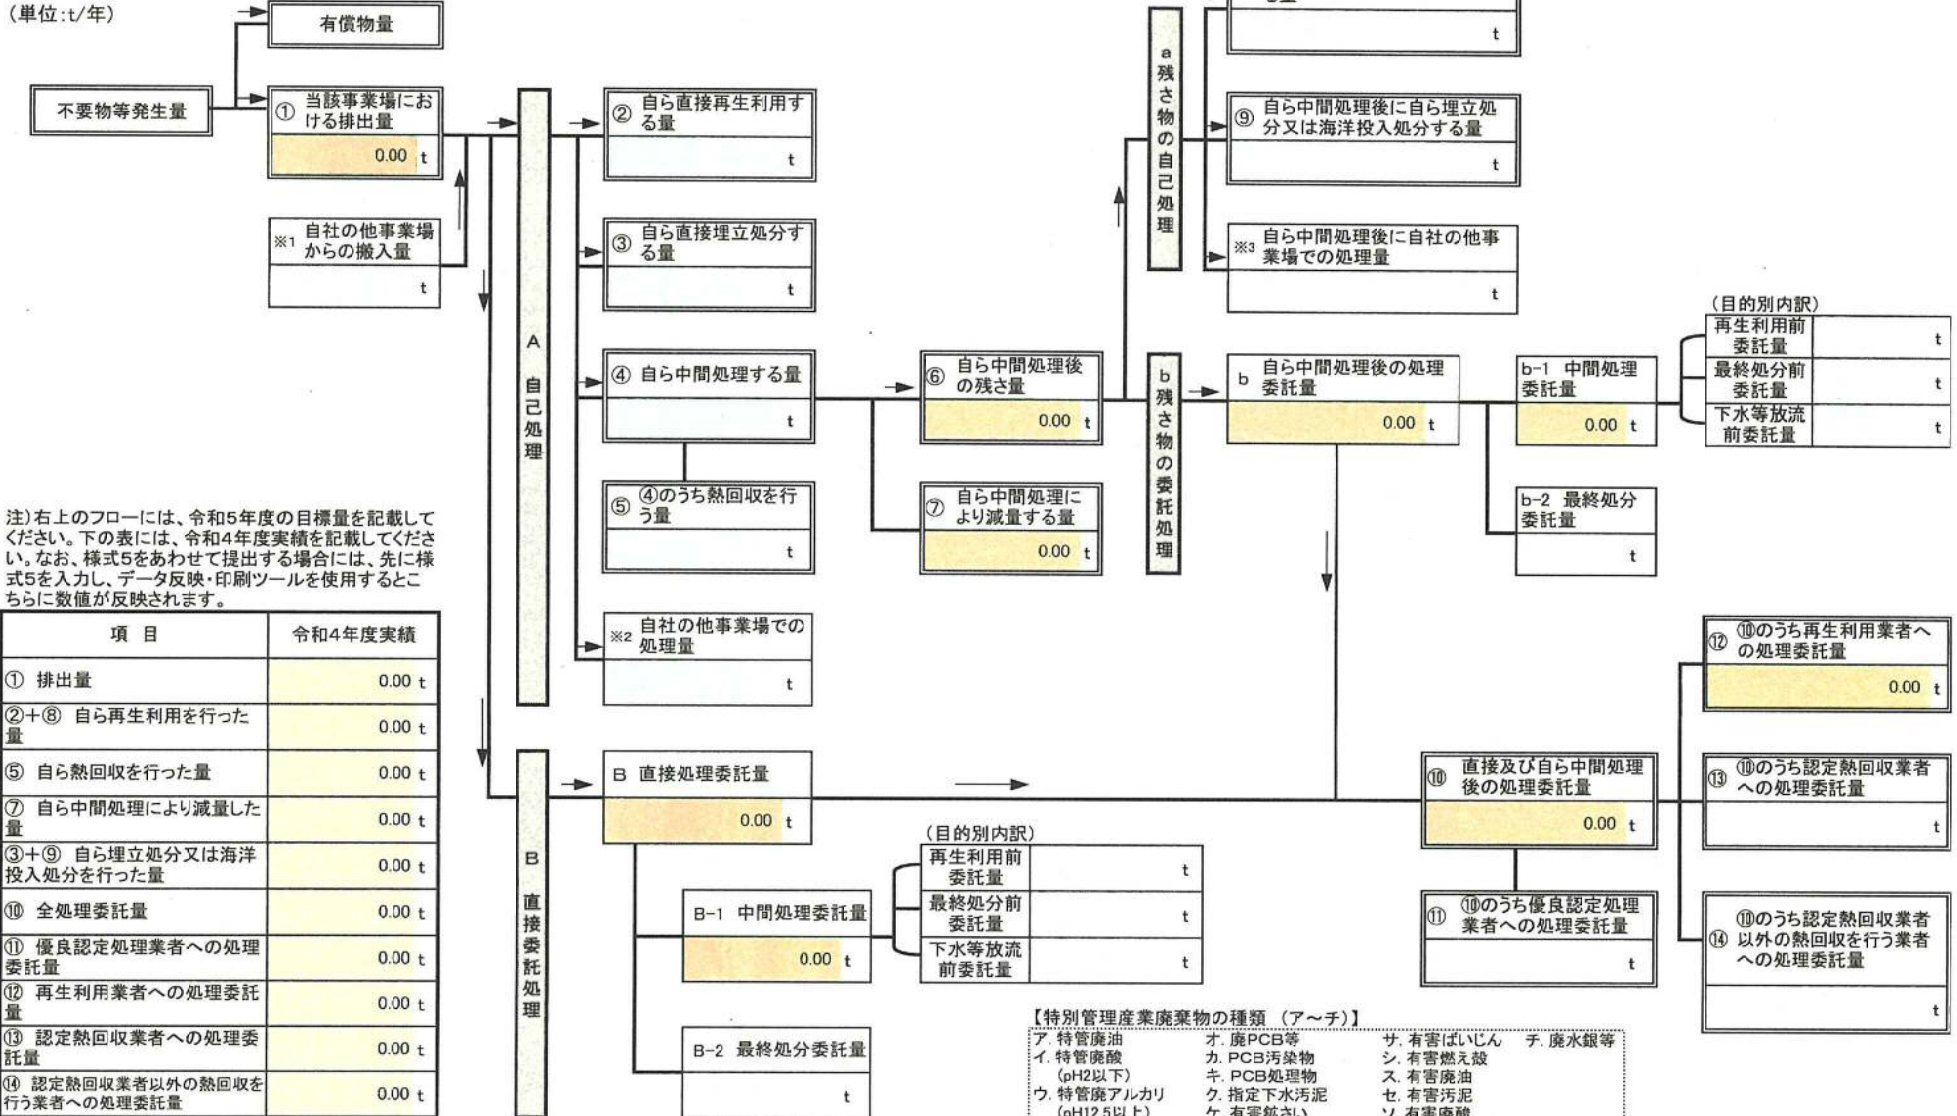 (単位:t/年)
有償物量
不要物等発生量
① 当該事業場にお
ける排出量
0.00 t
※1 自社の他事業場
からの搬入量
t
A 自己処理
② 自ら直接再生利用す
る量
t
③ 自ら直接埋立処分す
る量
t
④ 自ら中間処理する量
t
⑤ ④のうち熱回収を行
う量
t
※2 自社の他事業場での
処理量
t
⑥ 自ら中間処理後
の残さ量
0.00 t
⑦ 自ら中間処理に
より減量する量
0.00 t
a 残さ物の自己処理
t
⑨ 自ら中間処理後に自ら埋立処
分又は海洋投入処分する量
t
※3 自ら中間処理後に自社の他事
業場での処理量
t
b 残さ物の委託処理
b 自ら中間処理後の処理
委託量
0.00 t
b-1 中間処理
委託量
0.00 t
(目的別内訳)
再生利用前
委託量
t
最終処分前
委託量
t
下水等放流
前委託量
t
b-2 最終処分
委託量
t
注)右上のフローには、令和5年度の目標量を記載して
ください。下の表には、令和4年度実績を記載してくださ
い。なお、様式5をあわせて提出する場合には、先に様
式5を入力し、データ反映・印刷ツールを使用するとこ
ちらに数値が反映されます。
項 目 令和4年度実績
① 排出量 0.00 t
②+⑧ 自ら再生利用を行った
量 0.00 t
⑤ 自ら熱回収を行った量 0.00 t
⑦ 自ら中間処理により減量した
量 0.00 t
③+⑨ 自ら埋立処分又は海洋
投入処分を行った量 0.00 t
⑩ 全処理委託量 0.00 t
⑪ 優良認定処理業者への処理
委託量 0.00 t
⑫ 再生利用業者への処理委託
量 0.00 t
⑬ 認定熱回収業者への処理委
託量 0.00 t
⑭ 認定熱回収業者以外の熱回収を
行う業者への処理委託量 0.00 t
B 直接委託処理
B 直接処理委託量
0.00 t
B-1 中間処理委託量
0.00 t
(目的別内訳)
再生利用前
委託量
t
最終処分前
委託量
t
下水等放流
前委託量
t
B-2 最終処分委託量
t
⑩ 直接及び自ら中間処理
後の処理委託量
0.00 t
⑪ ⑩のうち優良認定処理
業者への処理委託量
t
⑫ ⑩のうち再生利用業者へ
の処理委託量
0.00 t
⑬ ⑩のうち認定熱回収業者
への処理委託量
t
⑭ ⑩のうち認定熱回収業者
以外の熱回収を行う業者
への処理委託量
t
【特別管理産業廃棄物の種類 (ア〜チ)】
ア. 特管廃油 オ. 廃PCB等 サ. 有害ばいじん チ. 廃水銀等
イ. 特管廃酸 カ. PCB汚染物 シ. 有害燃え殻
(pH2以下) キ. PCB処理物 ス. 有害廃油
ウ. 特管廃アルカリ ク. 指定下水汚泥 セ. 有害汚泥
(pH12.5以上) ケ. 有害鉱さい ソ. 有害廃酸